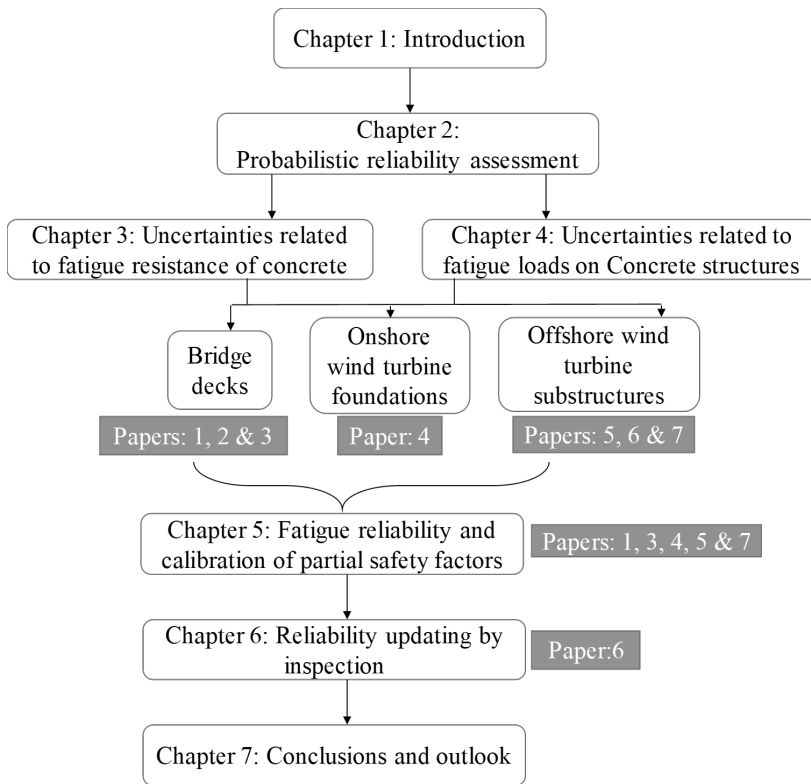 Chapter 1: Introduction
Chapter 2:
Probabilistic reliability assessment
Chapter 3: Uncertainties related
to fatigue resistance of concrete
Chapter 4: Uncertainties related to
fatigue loads on Concrete structures
Bridge
decks
Onshore
wind turbine
foundations
Offshore wind
turbine
substructures
Papers: 1, 2 & 3
Paper: 4
Papers: 5, 6 & 7
Chapter 5: Fatigue reliability and
calibration of partial safety factors
Papers: 1, 3, 4, 5 & 7
Chapter 6: Reliability updating by
inspection
Paper:6
Chapter 7: Conclusions and outlook